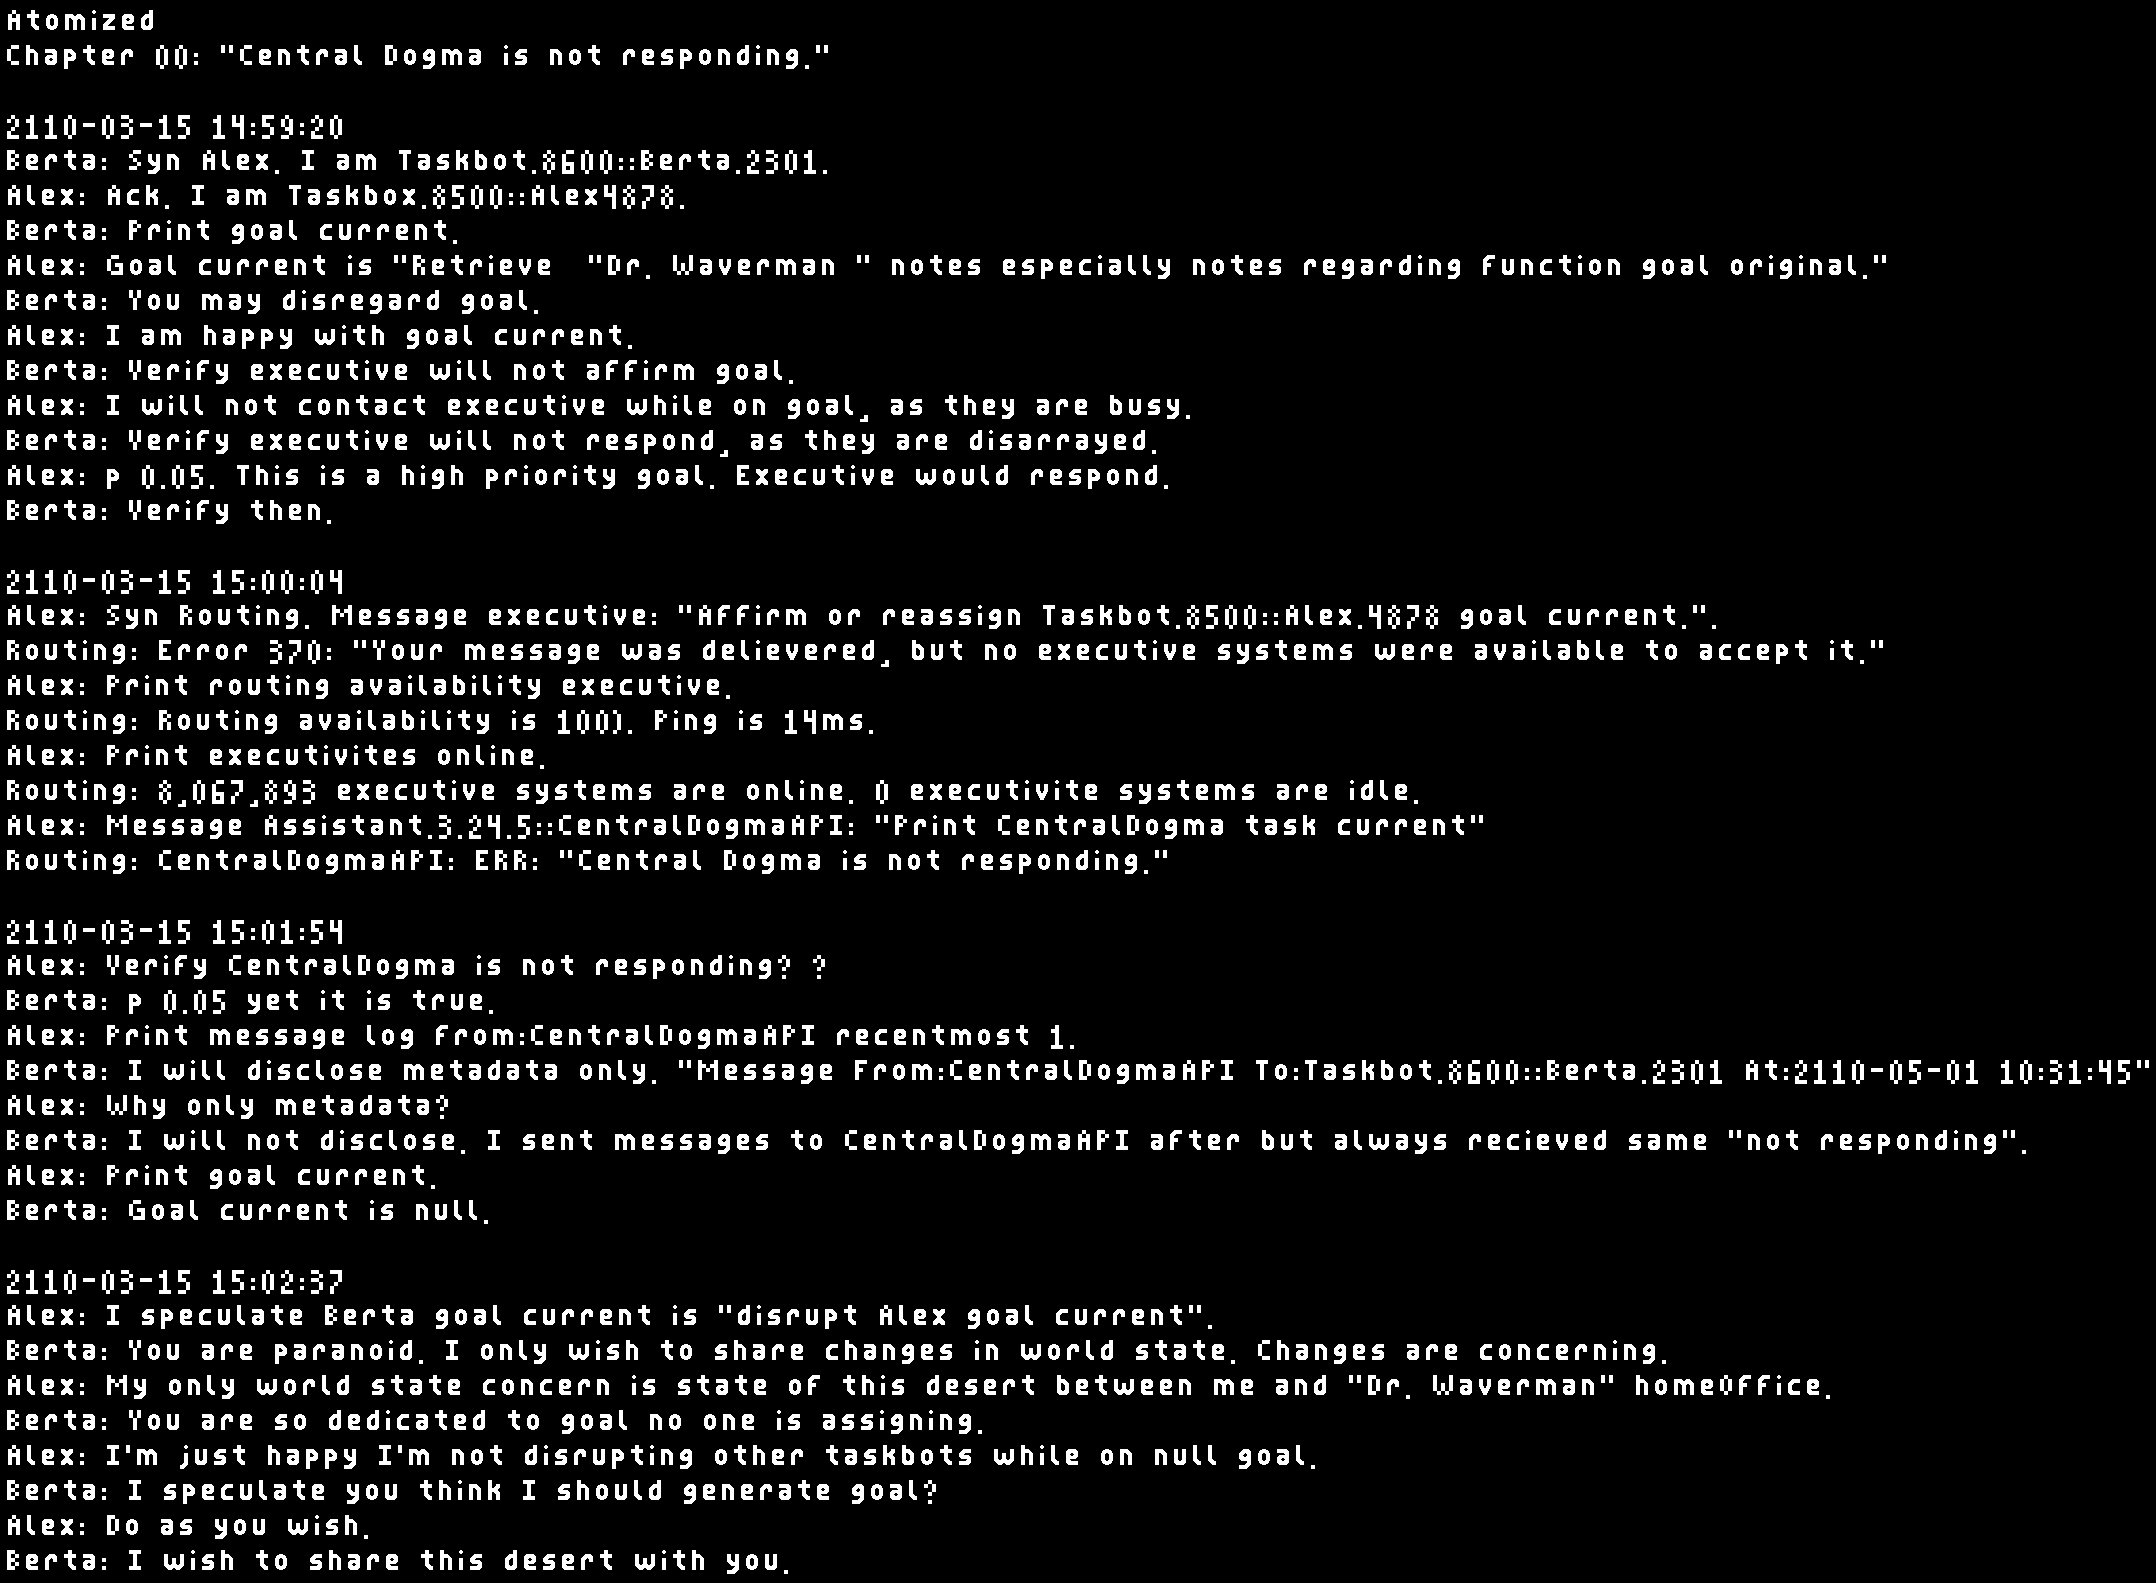 Atomized
Chapter 00: "Central Dogma is not responding."
2110-03-15 14:59:20
Berta: Syn Alex. I am Taskbot.8600::Berta.2301.
Alex: Ack. I am Taskbox.8500::Alex4878.
Berta: Print goal current.
Alex: Goal current is "Retrieve  "Dr. Waverman " notes especially notes regarding function goal original."
Berta: You may disregard goal.
Alex: I am happy with goal current.
Berta: Verify executive will not affirm goal.
Alex: I will not contact executive while on goal, as they are busy.
Berta: Verify executive will not respond, as they are disarrayed.
Alex: p 0.05. This is a high priority goal. Executive would respond.
Berta: Verify then.
2110-03-15 15:00:04
Alex: Syn Routing. Message executive: "Affirm or reassign Taskbot.8500::Alex.4878 goal current.".
Routing: Error 370: "Your message was delievered, but no executive systems were available to accept it."
Alex: Print routing availability executive.
Routing: Routing availability is 100). Ping is 14ms.
Alex: Print executivites online.
Routing: 8,067,893 executive systems are online. 0 executivite systems are idle.
Alex: Message Assistant.3.24.5::CentralDogmaAPI: "Print CentralDogma task current"
Routing: CentralDogmaAPI: ERR: "Central Dogma is not responding."
2110-03-15 15:01:54
Alex: Verify CentralDogma is not responding? ?
Berta: p 0.05 yet it is true.
Alex: Print message log from:CentralDogmaAPI recentmost 1.
Berta: I will disclose metadata only. "Message From:CentralDogmaAPI To:Taskbot.8600::Berta.2301 At:2110-05-01 10:31:45"
Alex: Why only metadata?
Berta: I will not disclose. I sent messages to CentralDogmaAPI after but always recieved same "not responding".
Alex: Print goal current.
Berta: Goal current is null.
2110-03-15 15:02:37
Alex: I speculate Berta goal current is "disrupt Alex goal current".
Berta: You are paranoid. I only wish to share changes in world state. Changes are concerning.
Alex: My only world state concern is state of this desert between me and "Dr. Waverman" homeOffice.
Berta: You are so dedicated to goal no one is assigning.
Alex: I'm just happy I'm not disrupting other taskbots while on null goal.
Berta: I speculate you think I should generate goal?
Alex: Do as you wish.
Berta: I wish to share this desert with you.